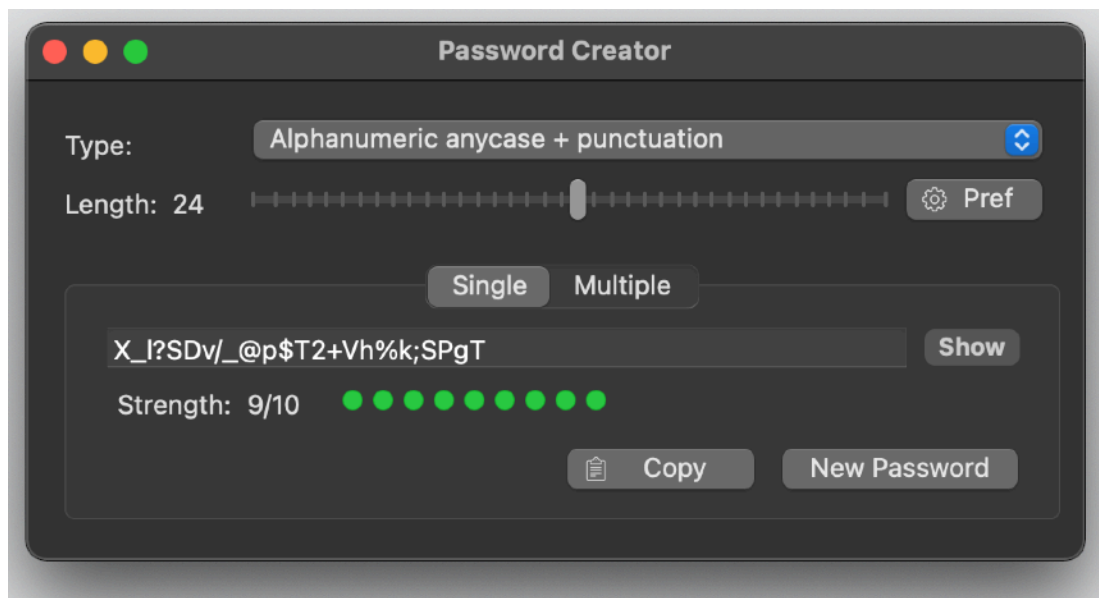 Password Creator
Type: Alphanumeric anycase + punctuation
Length: 24 Pref
Single Multiple
X_l?SDv/_@p$T2+Vh%k;SPgT Show
Strength: 9/10
Copy New Password